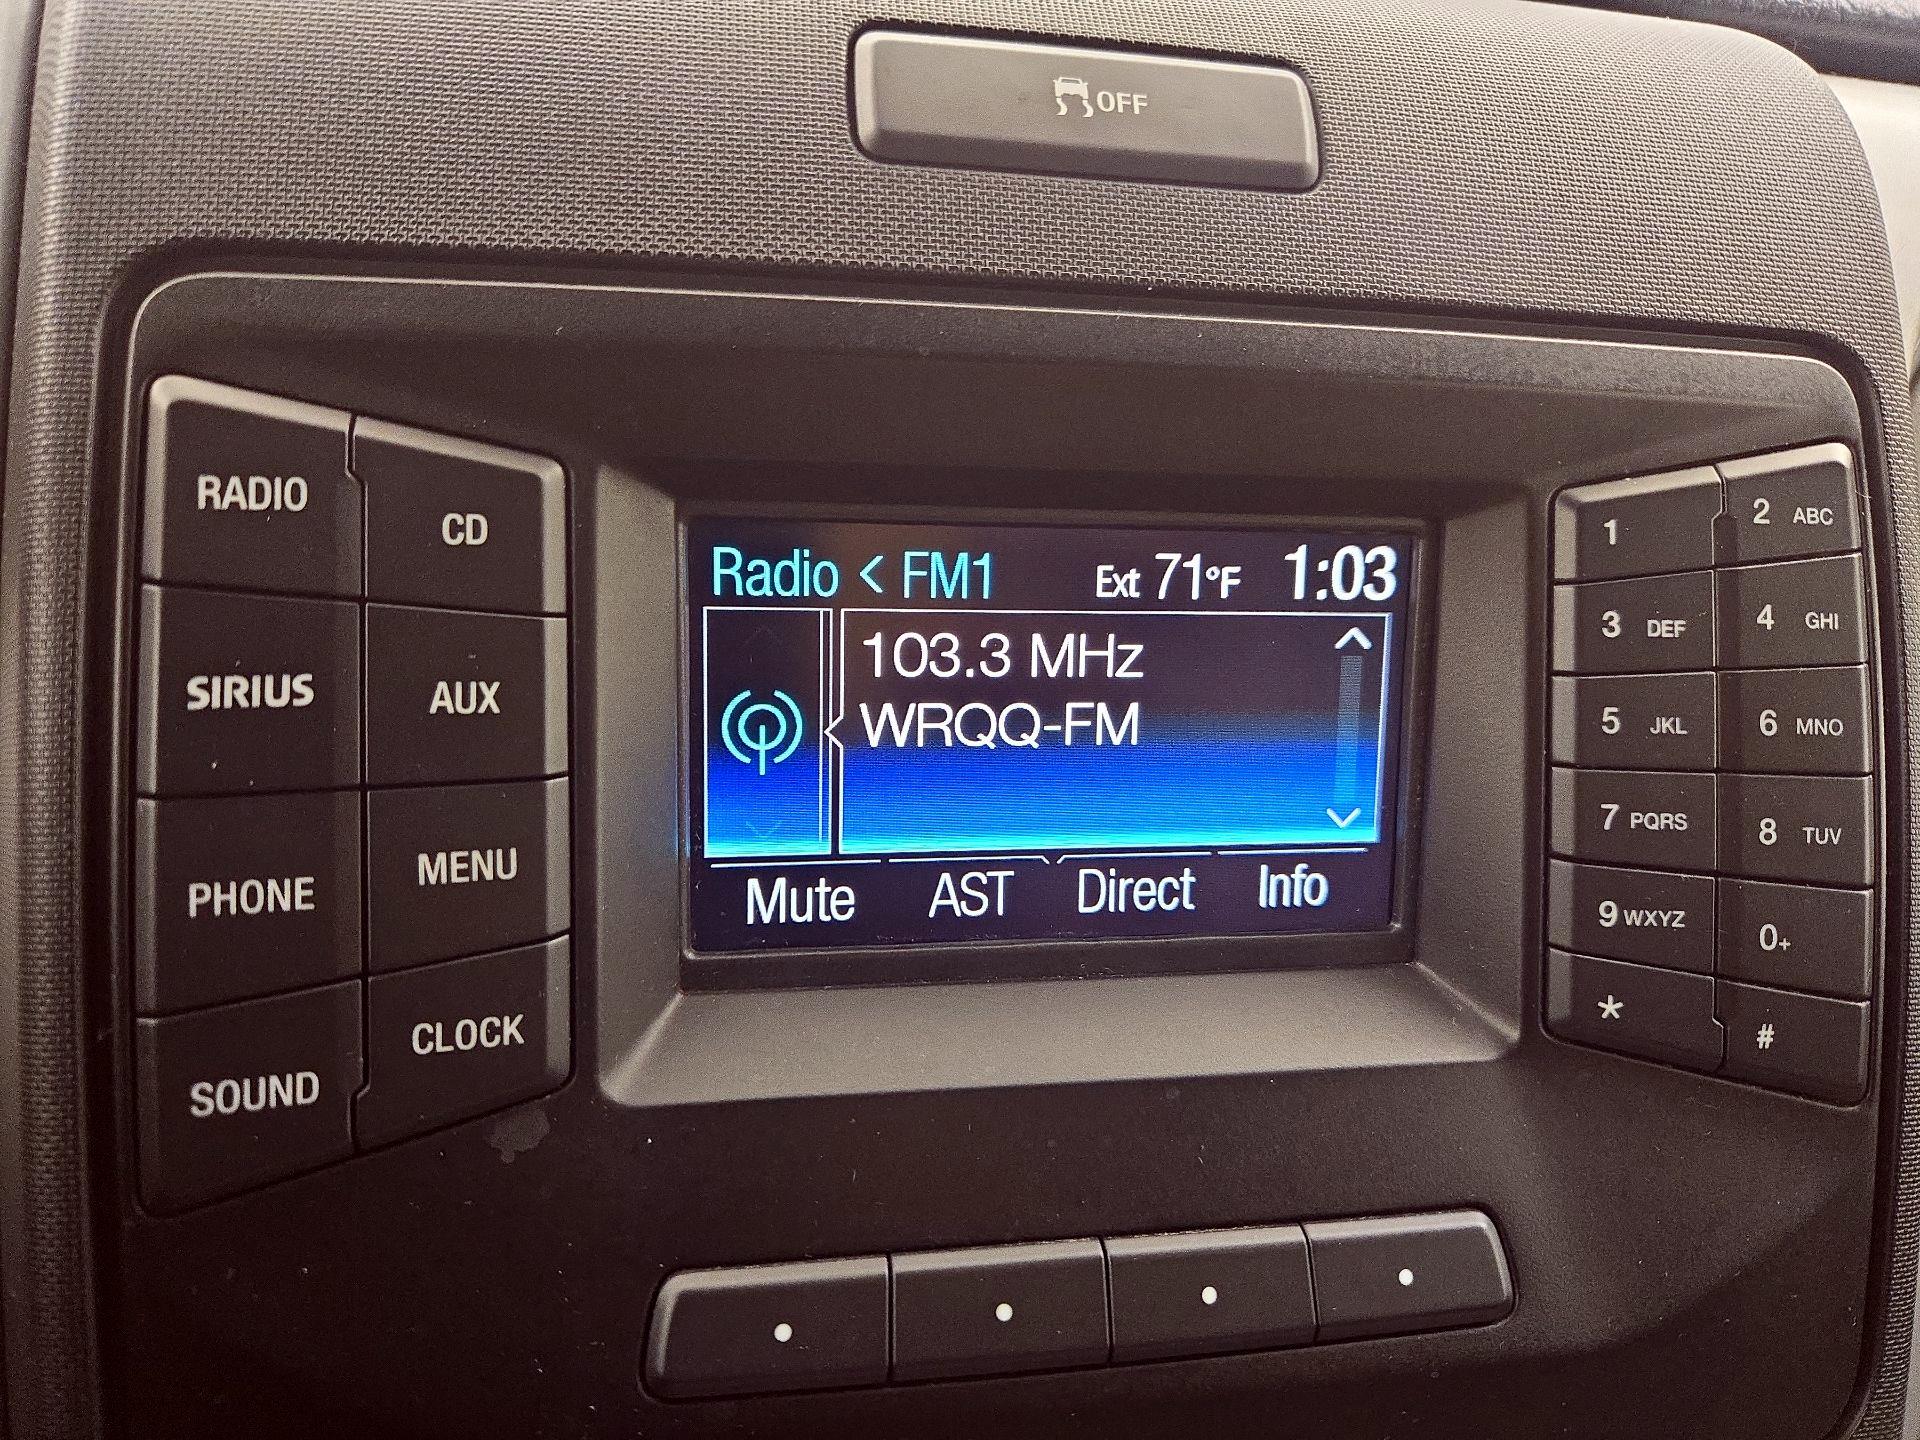 OFF
RADIO
CD
SIRIUS
AUX
PHONE
MENU
SOUND
CLOCK
Radio < FM1 Ext 71°F 1:03
103.3 MHz
WRQQ-FM
Mute AST Direct Info
1
2 ABC
3 DEF
4 GHI
5 JKL
6 MNO
7 PQRS
8 TUV
9 WXYZ
0+
*
#